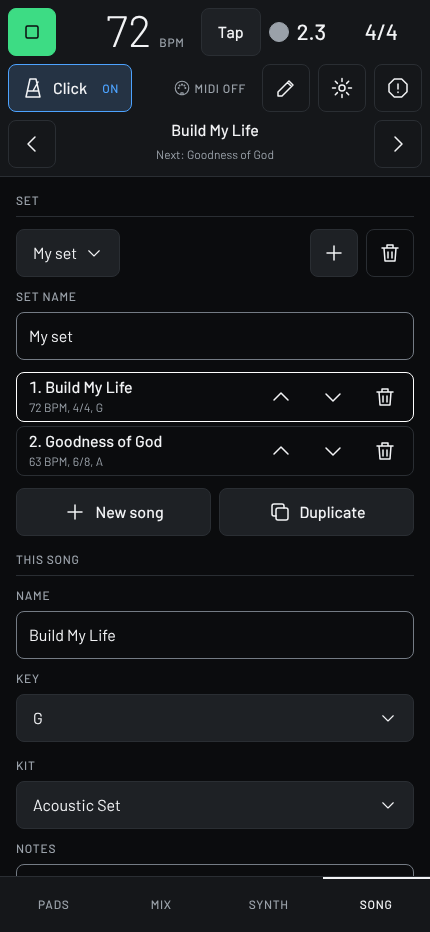 72 BPM Tap 2.3 4/4
Click ON MIDI OFF
Build My Life
Next: Goodness of God
SET
My set
SET NAME
My set
1. Build My Life
72 BPM, 4/4, G
2. Goodness of God
63 BPM, 6/8, A
New song Duplicate
THIS SONG
NAME
Build My Life
KEY
G
KIT
Acoustic Set
NOTES
PADS MIX SYNTH SONG